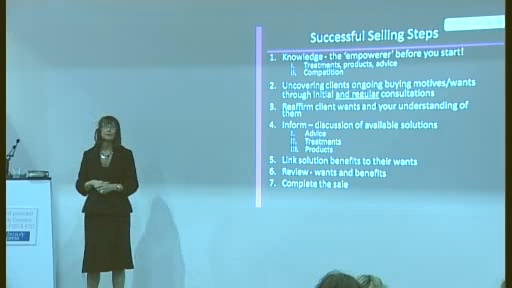 Successful Selling Steps
1. Knowledge - the 'empowerer' before you start!
i. Treatments, products, advice
ii. Competition
2. Uncovering clients ongoing buying motives/wants
through initial and regular consultations
3. Reaffirm client wants and your understanding of
them
4. Inform – discussion of available solutions
i. Advice
ii. Treatments
iii. Products
5. Link solution benefits to their wants
6. Review - wants and benefits
7. Complete the sale